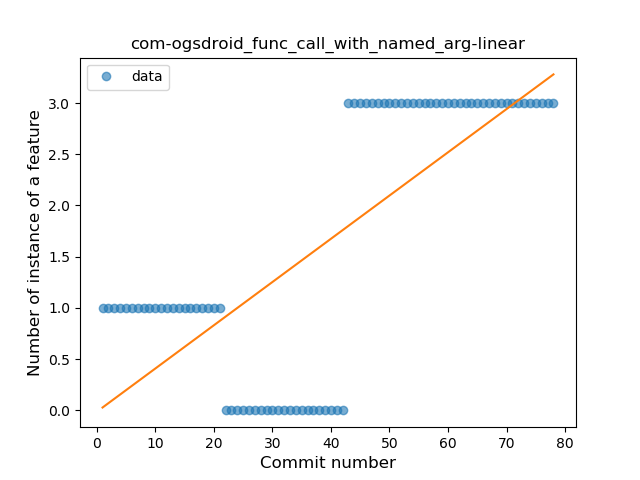 com-ogsdroid_func_call_with_named_arg-linear
data
Number of instance of a feature
3.0
2.5
2.0
1.5
1.0
0.5
0.0
0 10 20 30 40 50 60 70 80
Commit number